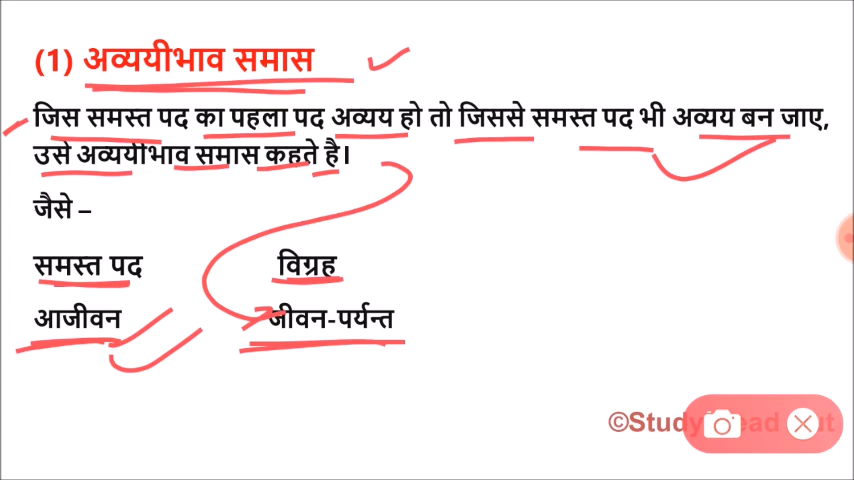 (1) अव्ययीभाव समास
जिस समस्त पद का पहला पद अव्यय हो तो जिससे समस्त पद भी अव्यय बन जाए,
उसे अव्ययीभाव समास कहते है।
जैसे –
समस्त पद विग्रह
आजीवन जीवन-पर्यन्त
©Study